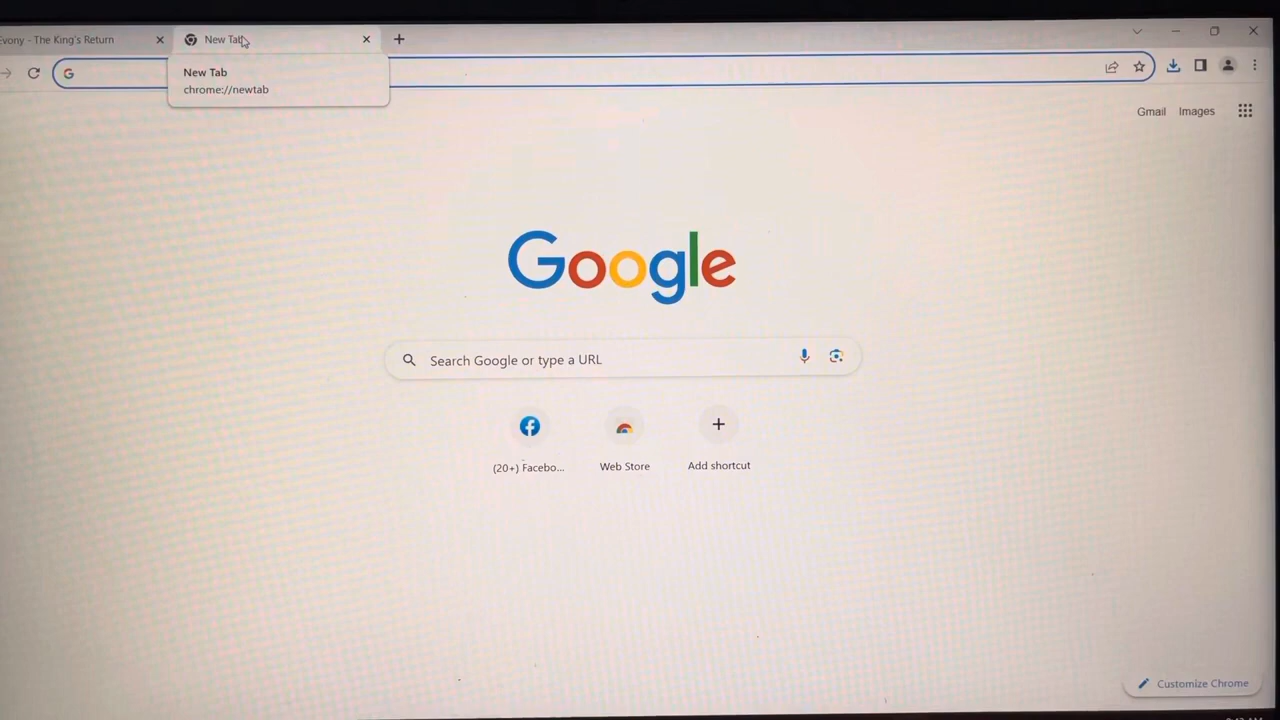 Evony - The King's Return
New Tab
New Tab
chrome://newtab
Gmail Images
Google
Search Google or type a URL
(20+) Facebo... Web Store Add shortcut
Customize Chrome